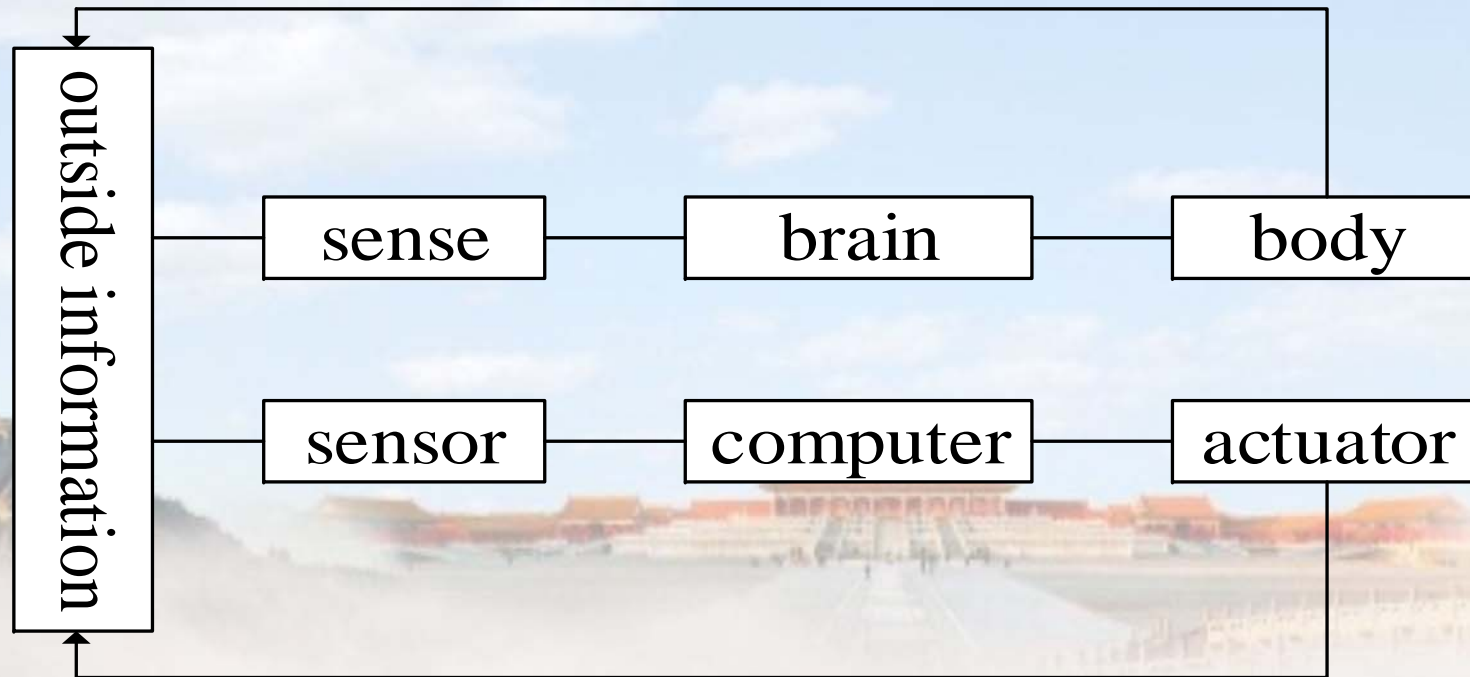 outside information
sense
brain
body
sensor
computer
actuator